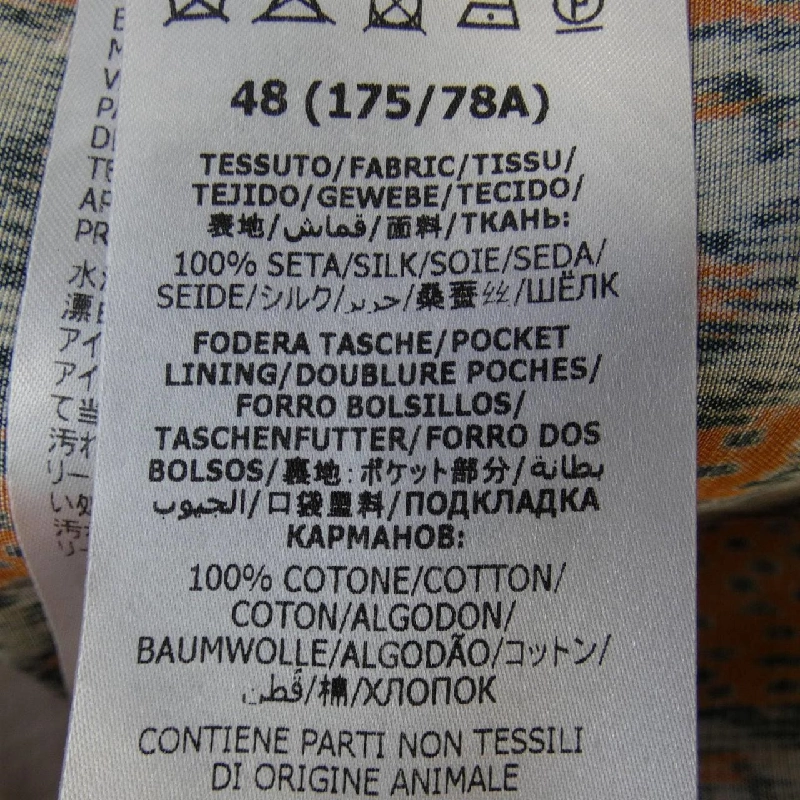 48 (175/78A)
TESSUTO/FABRIC/TISSU/
TEJIDO/GEWEBE/TECIDO/
裏地/قماش/面料/ТКАНЬ:
100% SETA/SILK/SOIE/SEDA/
SEIDE/シルク/حرير/桑蚕丝/ШЁЛК
FODERA TASCHE/POCKET
LINING/DOUBLURE POCHES/
FORRO BOLSILLOS/
TASCHENFUTTER/FORRO DOS
BOLSOS/裏地:ポケット部分/بطانة
الجيوب/口袋里料/ПОДКЛАДКА
КАРМАНОВ:
100% COTONE/COTTON/
COTON/ALGODON/
BAUMWOLLE/ALGODÃO/コットン/
قطن/棉/ХЛОПОК
CONTIENE PARTI NON TESSILI
DI ORIGINE ANIMALE